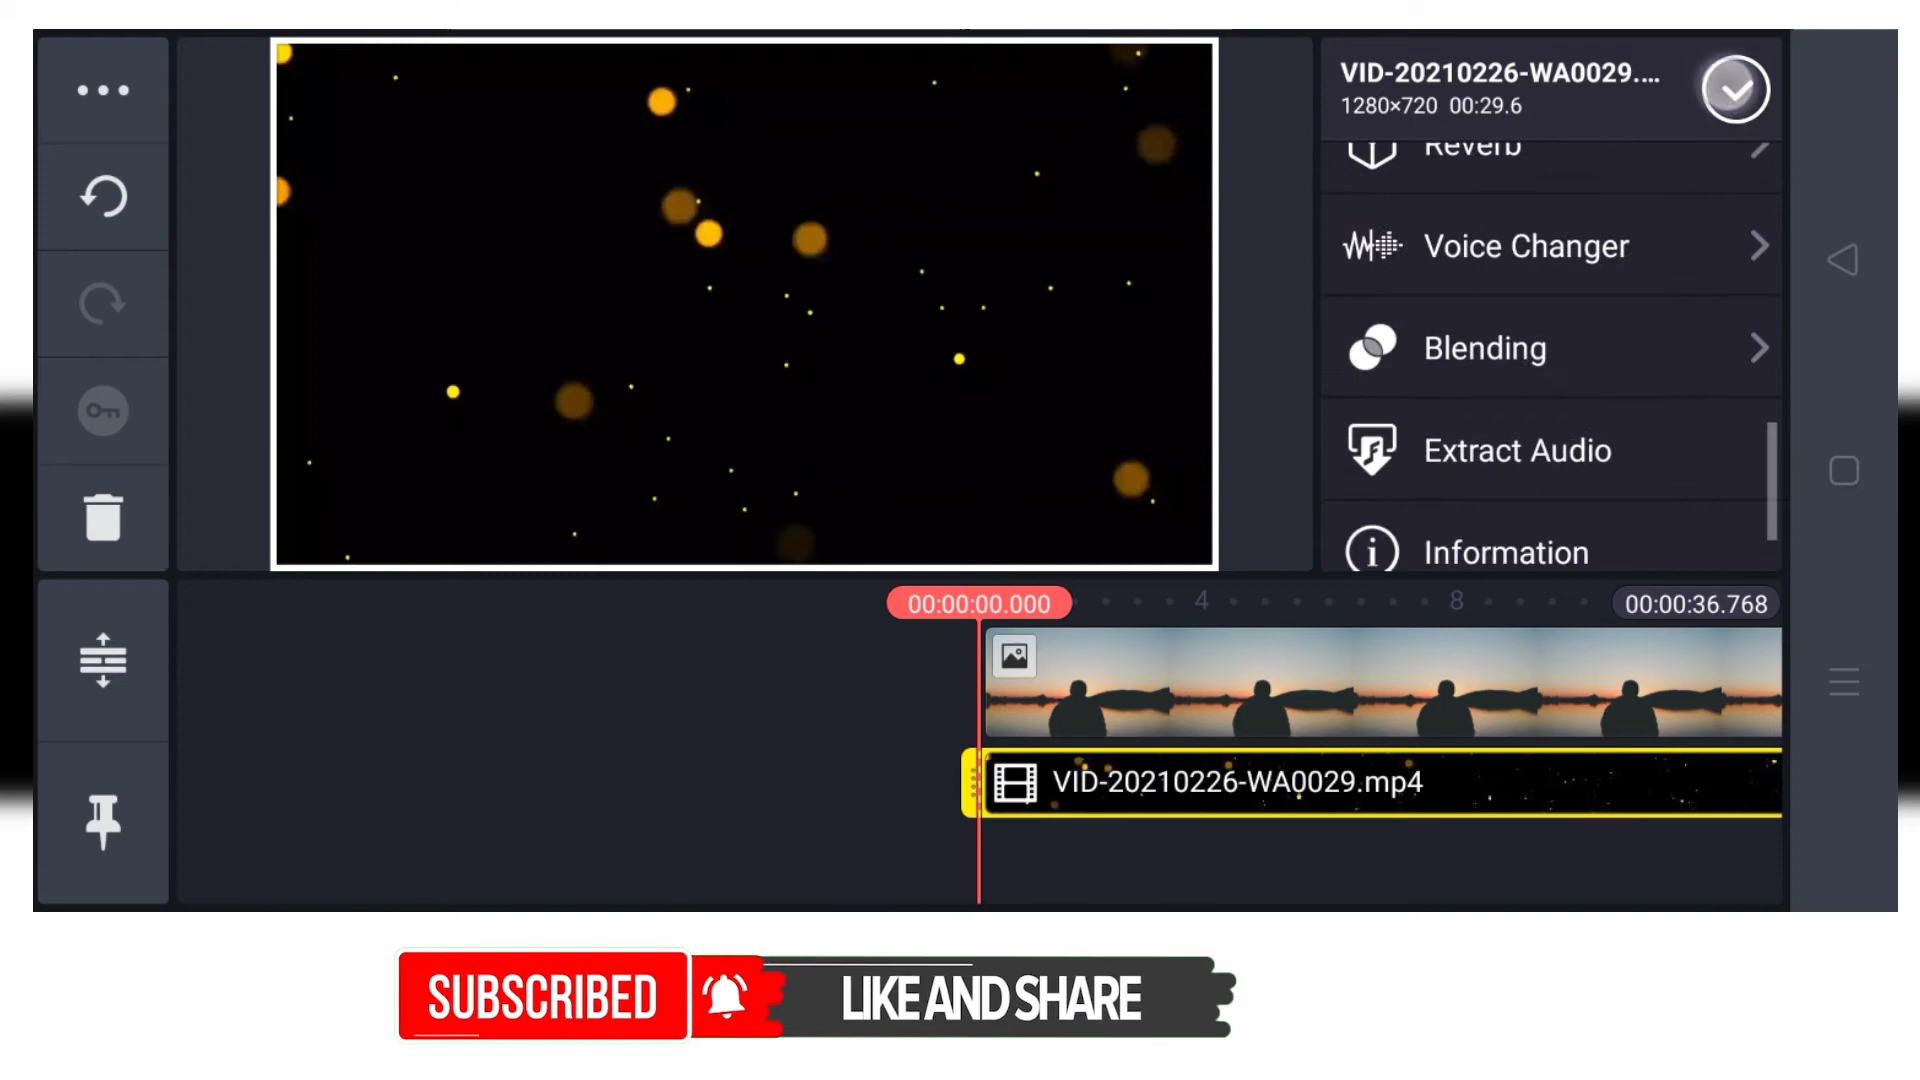 VID-20210226-WA0029....
1280×720 00:29.6
Reverb
Voice Changer
Blending
Extract Audio
Information
00:00:00.000
4
8
00:00:36.768
VID-20210226-WA0029.mp4
SUBSCRIBED
LIKE AND SHARE